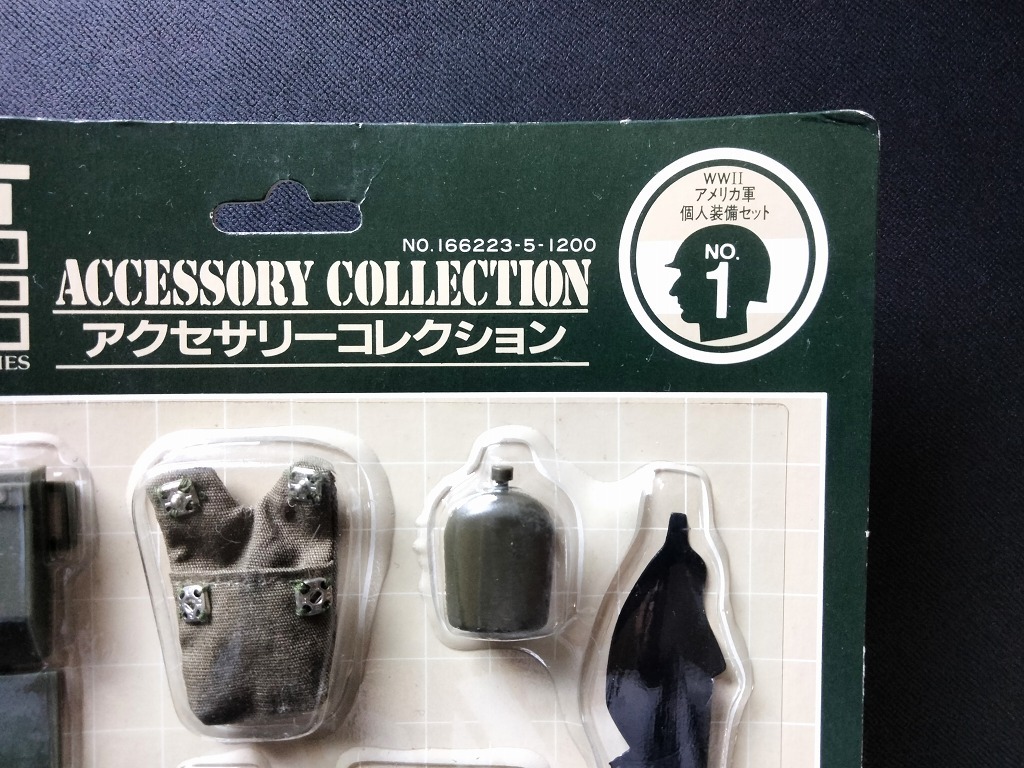 WWII
アメリカ軍
個人装備セット
NO.
1
NO.166223-5-1200
ACCESSORY COLLECTION
アクセサリーコレクション